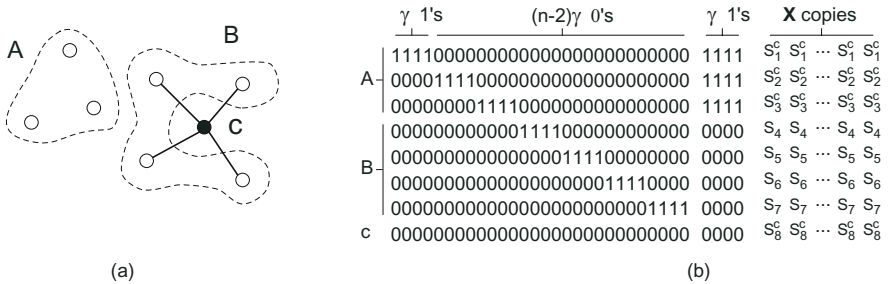 A
B
C
(a)
γ 1's (n-2)γ 0's γ 1's X copies
1111000000000000000000000000 1111 S₁ᶜ S₁ᶜ ··· S₁ᶜ S₁ᶜ
A 0000111100000000000000000000 1111 S₂ᶜ S₂ᶜ ··· S₂ᶜ S₂ᶜ
0000000011110000000000000000 1111 S₃ᶜ S₃ᶜ ··· S₃ᶜ S₃ᶜ
0000000000001111000000000000 0000 S₄ S₄ ··· S₄ S₄
B 0000000000000000111100000000 0000 S₅ S₅ ··· S₅ S₅
0000000000000000000011110000 0000 S₆ S₆ ··· S₆ S₆
0000000000000000000000001111 0000 S₇ S₇ ··· S₇ S₇
c 0000000000000000000000000000 0000 S₈ᶜ S₈ᶜ ··· S₈ᶜ S₈ᶜ
(b)